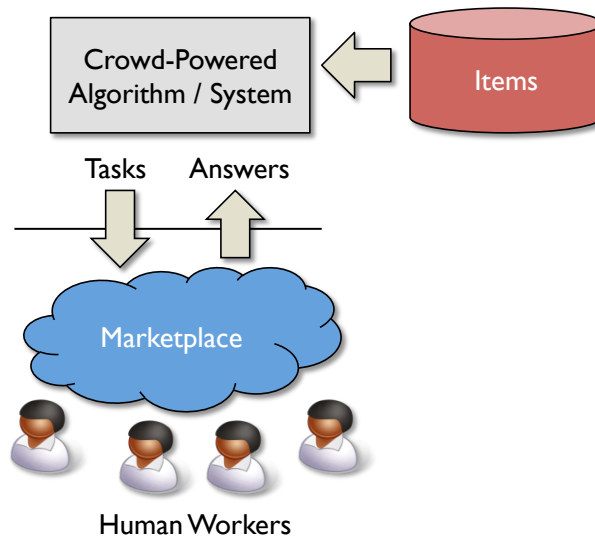 Crowd-Powered
Algorithm / System
Items
Tasks
Answers
Marketplace
Human Workers